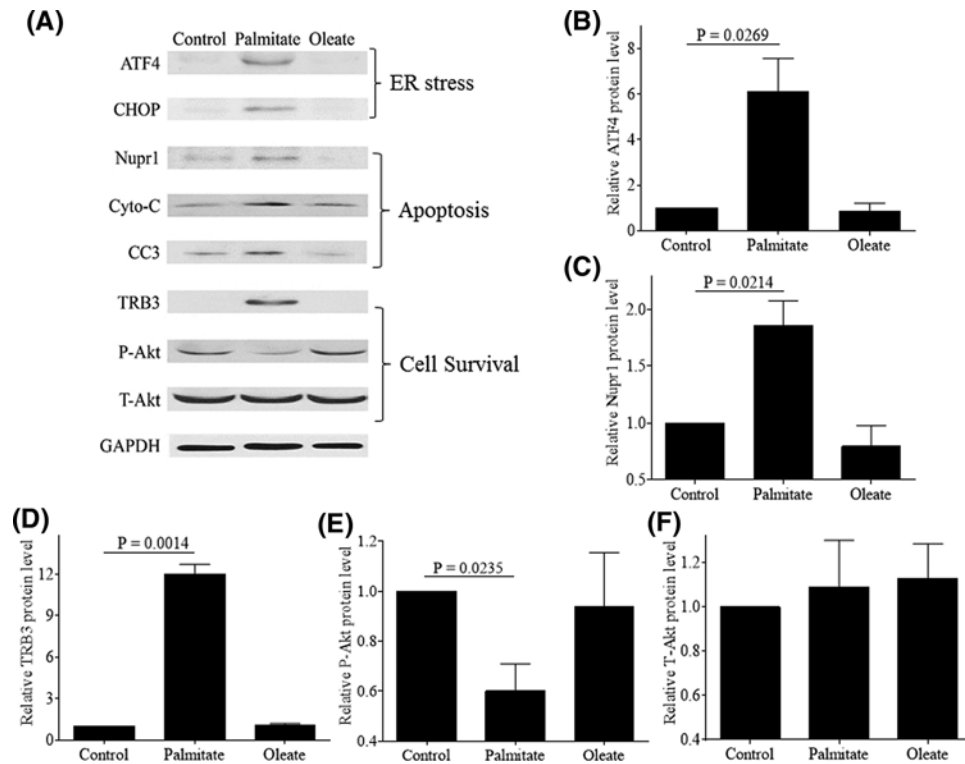 (A)
Control Palmitate Oleate
ATF4
CHOP
ER stress
Nupr1
Cyto-C
CC3
Apoptosis
TRB3
P-Akt
T-Akt
Cell Survival
GAPDH
(B)
P = 0.0269
Relative ATF4 protein level
8
6
4
2
0
Control Palmitate Oleate
(C)
P = 0.0214
Relative Nupr1 protein level
2.0
1.5
1.0
0.5
Control Palmitate Oleate
(D)
P = 0.0014
Relative TRB3 protein level
12
9
6
3
0
Control Palmitate Oleate
(E)
P = 0.0235
Relative P-Akt protein level
1.2
1.0
0.8
0.6
0.4
Control Palmitate Oleate
(F)
Relative T-Akt protein level
1.2
1.0
0.8
0.6
0.4
Control Palmitate Oleate